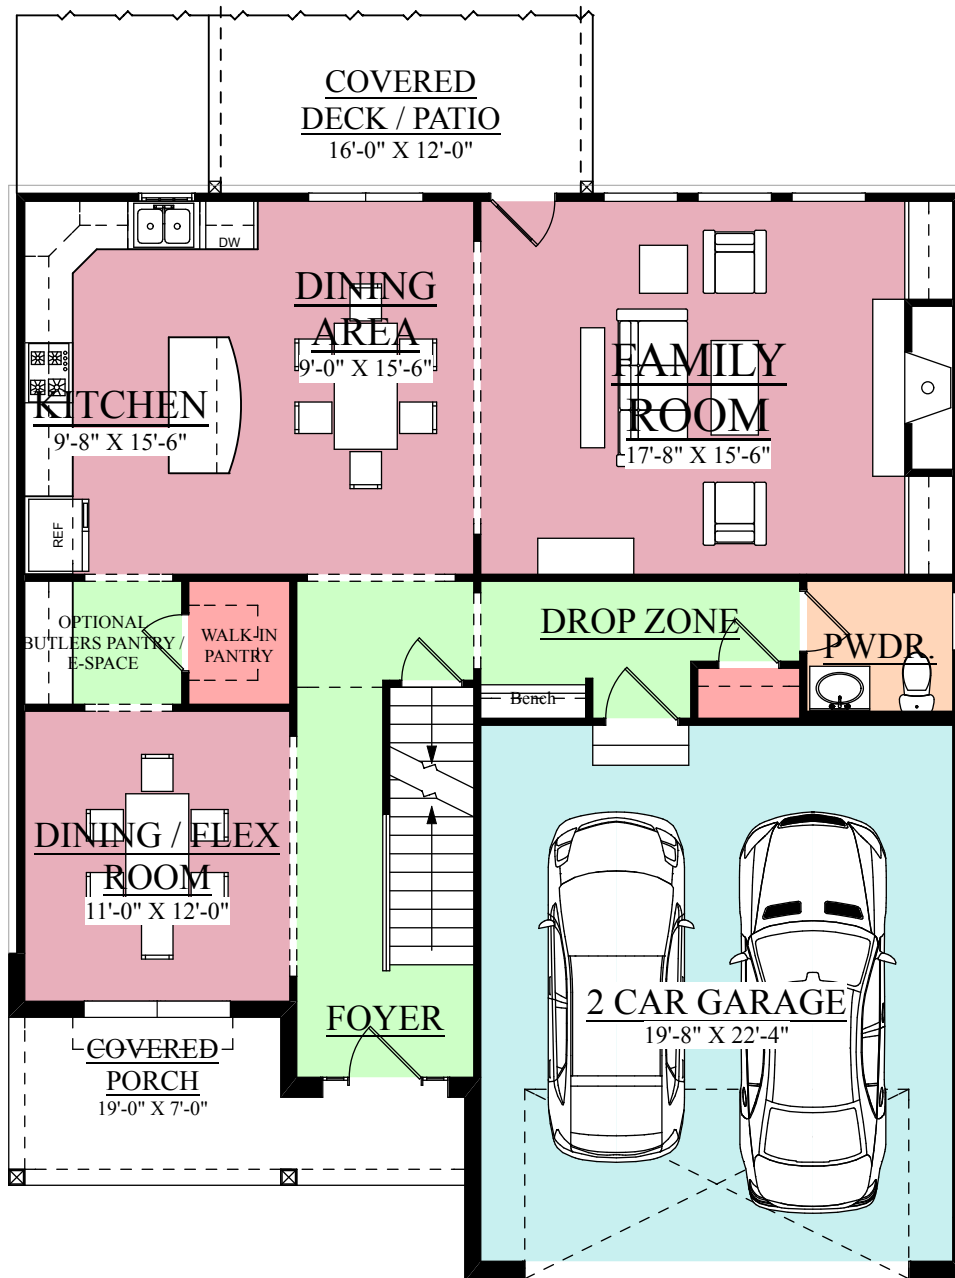 COVERED
DECK / PATIO
16'-0" X 12'-0"
DW
DINING
AREA
9'-0" X 15'-6"
FAMILY
ROOM
17'-8" X 15'-6"
KITCHEN
9'-8" X 15'-6"
REF
OPTIONAL
BUTLERS PANTRY /
E-SPACE
WALK-IN
PANTRY
DROP ZONE
PWDR.
Bench
DINING / FLEX
ROOM
11'-0" X 12'-0"
2 CAR GARAGE
19'-8" X 22'-4"
FOYER
COVERED
PORCH
19'-0" X 7'-0"